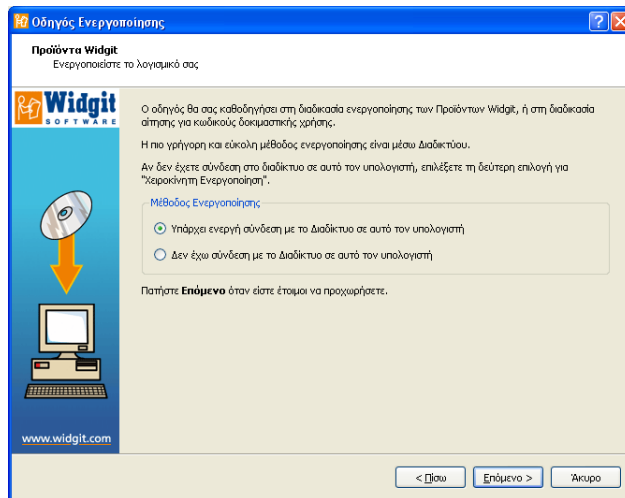 Οδηγός Ενεργοποίησης
Προϊόντα Widgit
Ενεργοποιείστε το λογισμικό σας
Widgit
SOFTWARE
Ο οδηγός θα σας καθοδηγήσει στη διαδικασία ενεργοποίησης των Προϊόντων Widgit, ή στη διαδικασία
αίτησης για κωδικούς δοκιμαστικής χρήσης.
Η πιο γρήγορη και εύκολη μέθοδος ενεργοποίησης είναι μέσω Διαδικτύου.
Αν δεν έχετε σύνδεση στο διαδίκτυο σε αυτό τον υπολογιστή, επιλέξετε τη δεύτερη επιλογή για
"Χειροκίνητη Ενεργοποίηση".
Μέθοδος Ενεργοποίησης
Υπάρχει ενεργή σύνδεση με το Διαδίκτυο σε αυτό τον υπολογιστή
Δεν έχω σύνδεση με το Διαδίκτυο σε αυτό τον υπολογιστή
Πατήστε Επόμενο όταν είστε έτοιμοι να προχωρήσετε.
www.widgit.com
< Πίσω
Επόμενο >
Άκυρο